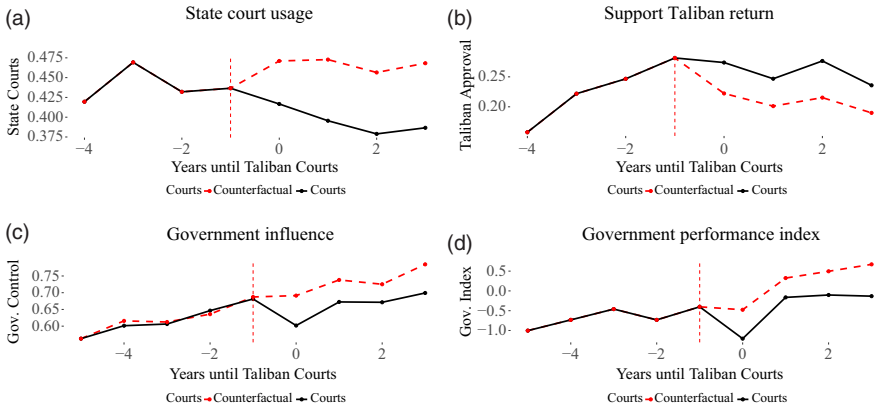 (a)
State court usage
State Courts
0.475
0.450
0.425
0.400
0.375
−4
−2
0
2
Years until Taliban Courts
Courts Counterfactual Courts
(b)
Support Taliban return
Taliban Approval
0.25
0.20
−4
−2
0
2
Years until Taliban Courts
Courts Counterfactual Courts
(c)
Government influence
Gov. Control
0.75
0.70
0.65
0.60
−4
−2
0
2
Years until Taliban Courts
Courts Counterfactual Courts
(d)
Government performance index
Gov. Index
0.5
0.0
−0.5
−1.0
−4
−2
0
2
Years until Taliban Courts
Courts Counterfactual Courts